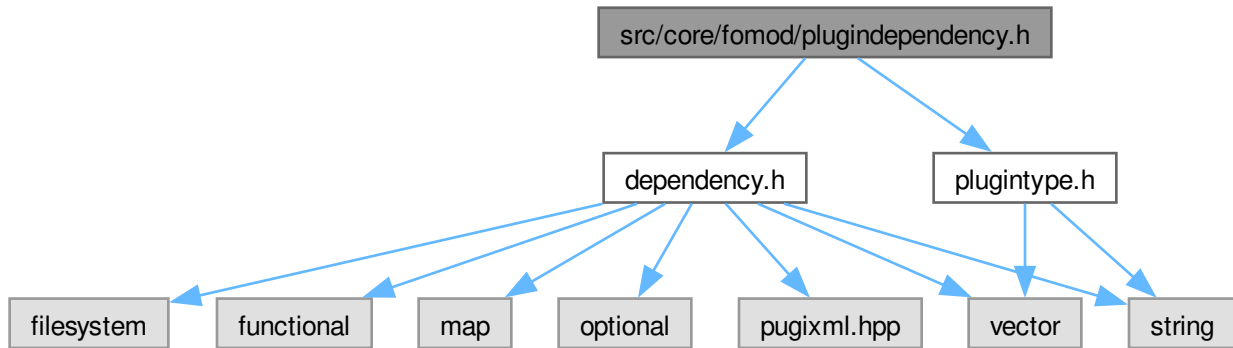 src/core/fomod/plugindependency.h
dependency.h
plugintype.h
filesystem
functional
map
optional
pugixml.hpp
vector
string